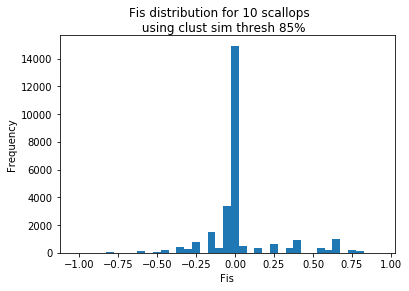 Fis distribution for 10 scallops
using clust sim thresh 85%
Frequency
14000
12000
10000
8000
6000
4000
2000
0
−1.00 −0.75 −0.50 −0.25 0.00 0.25 0.50 0.75 1.00
Fis